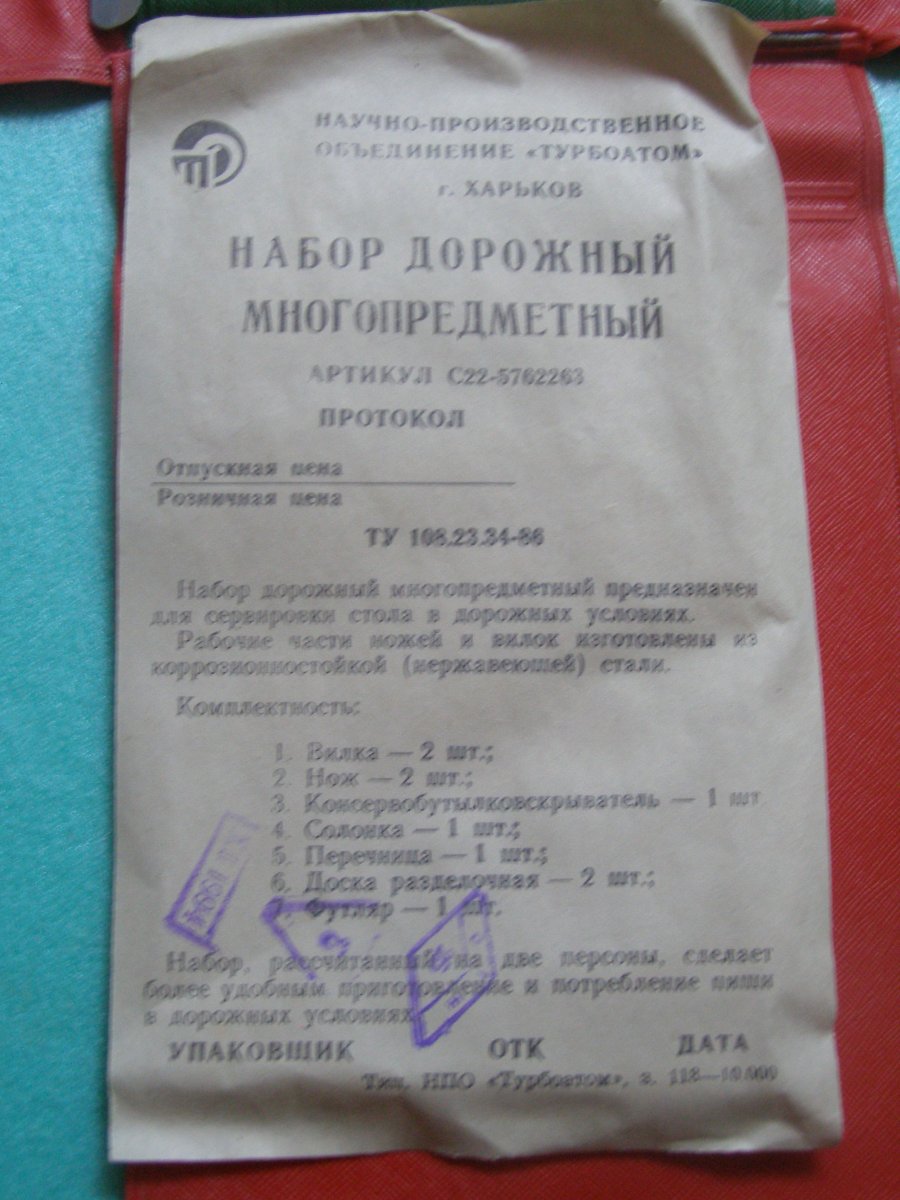 НАУЧНО-ПРОИЗВОДСТВЕННОЕ
ОБЪЕДИНЕНИЕ «ТУРБОАТОМ»
г. ХАРЬКОВ
НАБОР ДОРОЖНЫЙ
МНОГОПРЕДМЕТНЫЙ
АРТИКУЛ С22-5762263
ПРОТОКОЛ
Отпускная цена
Розничная цена
ТУ 108.23.34-86
Набор дорожный многопредметный предназначен
для сервировки стола в дорожных условиях.
Рабочие части ножей и вилок изготовлены из
коррозионностойкой (нержавеющей) стали.
Комплектность:
1. Вилка — 2 шт.;
2. Нож — 2 шт.;
3. Консервобутылковскрыватель — 1 шт
4. Солонка — 1 шт.;
5. Перечница — 1 шт.;
6. Доска разделочная — 2 шт.;
7. Футляр — 1 шт.
Набор, рассчитанный на две персоны, сделает
более удобным приготовление и потребление пищи
в дорожных условиях.
УПАКОВЩИК ОТК ДАТА
Тип. НПО «Турбоатом», з. 118—10 000